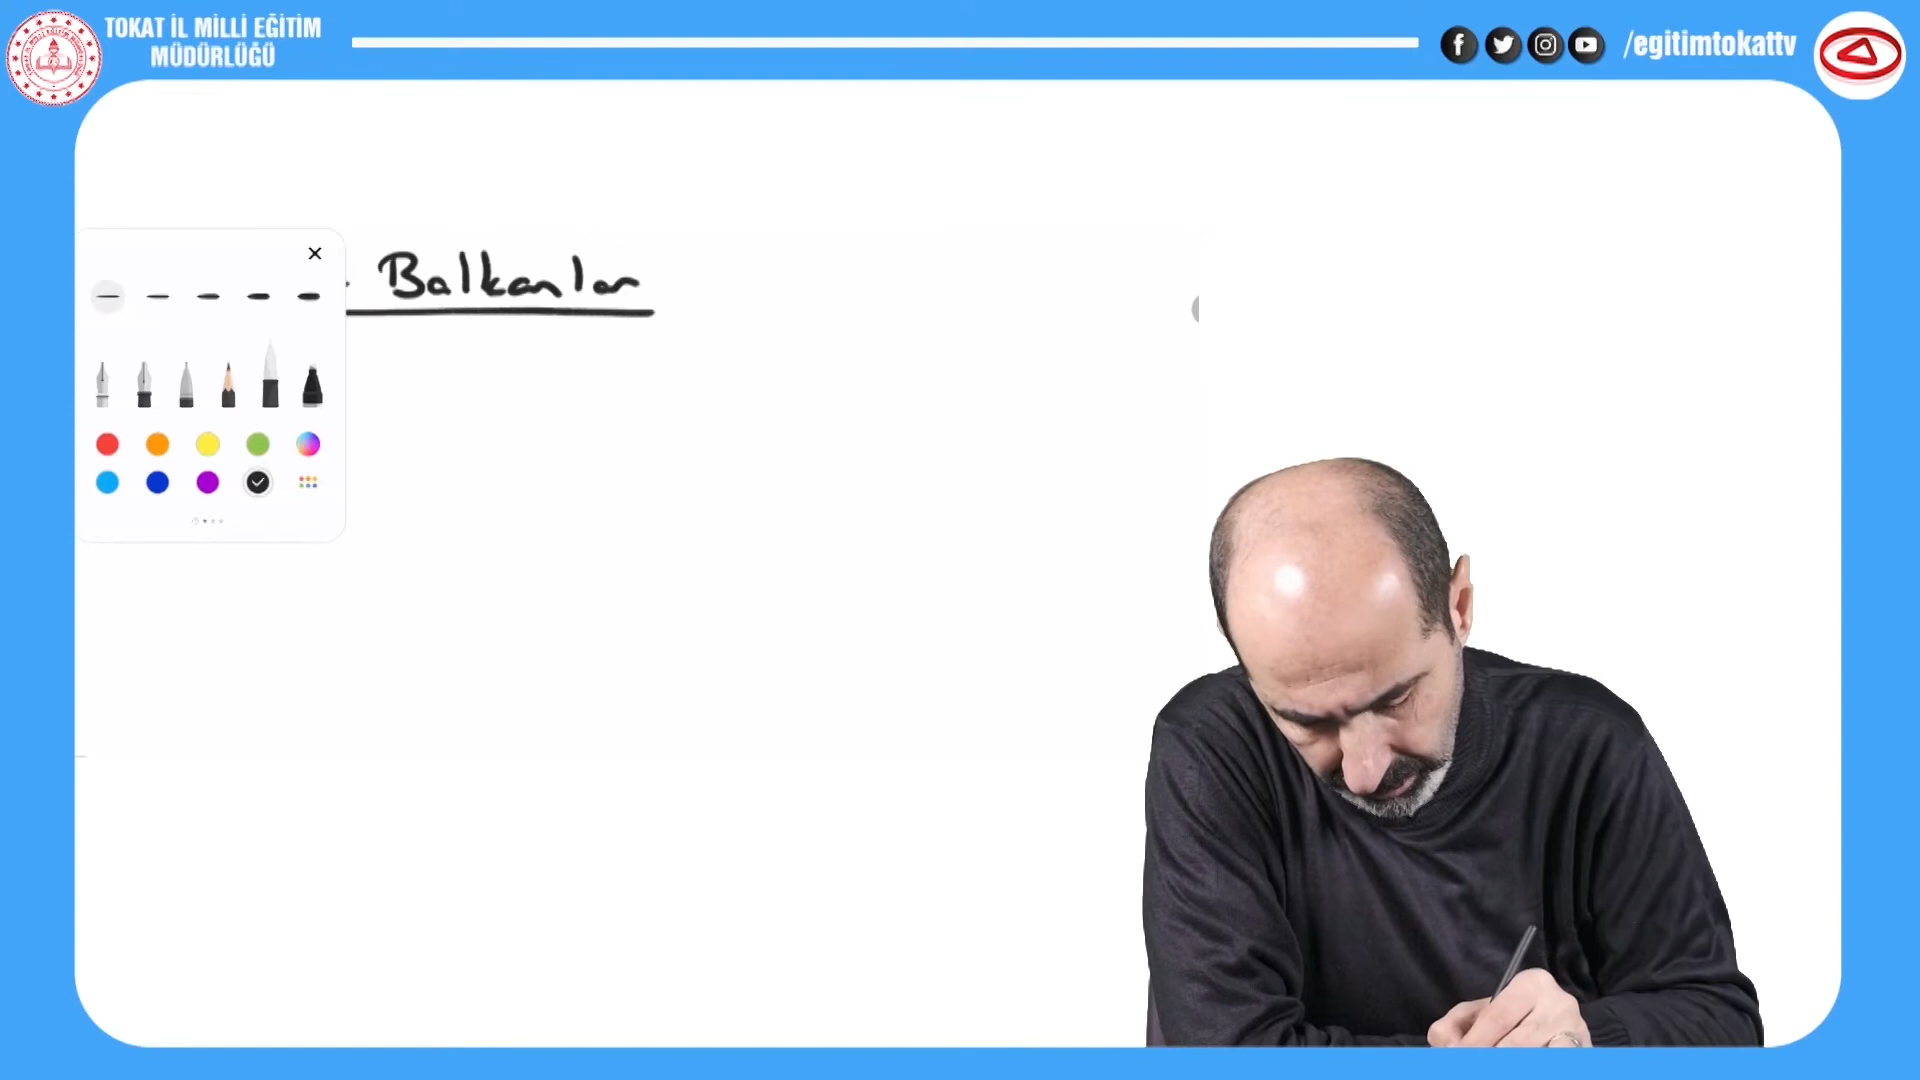 TOKAT İL MİLLİ EĞİTİM
MÜDÜRLÜĞÜ
/egitimtokattv
Balkanlar